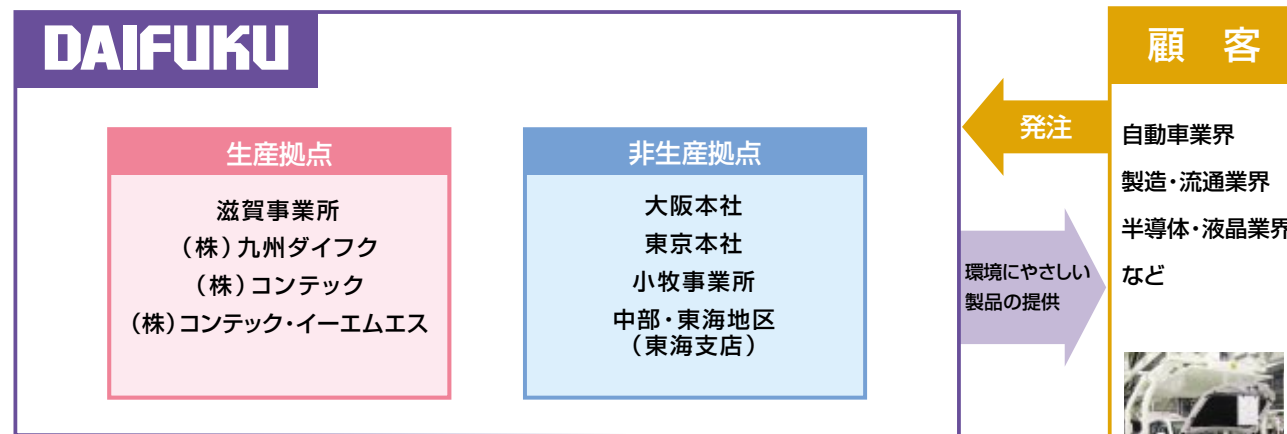 DAIFUKU
生産拠点
滋賀事業所
（株）九州ダイフク
（株）コンテック
（株）コンテック・イーエムエス
非生産拠点
大阪本社
東京本社
小牧事業所
中部・東海地区
（東海支店）
発注
環境にやさしい
製品の提供
顧 客
自動車業界
製造・流通業界
半導体・液晶業界
など